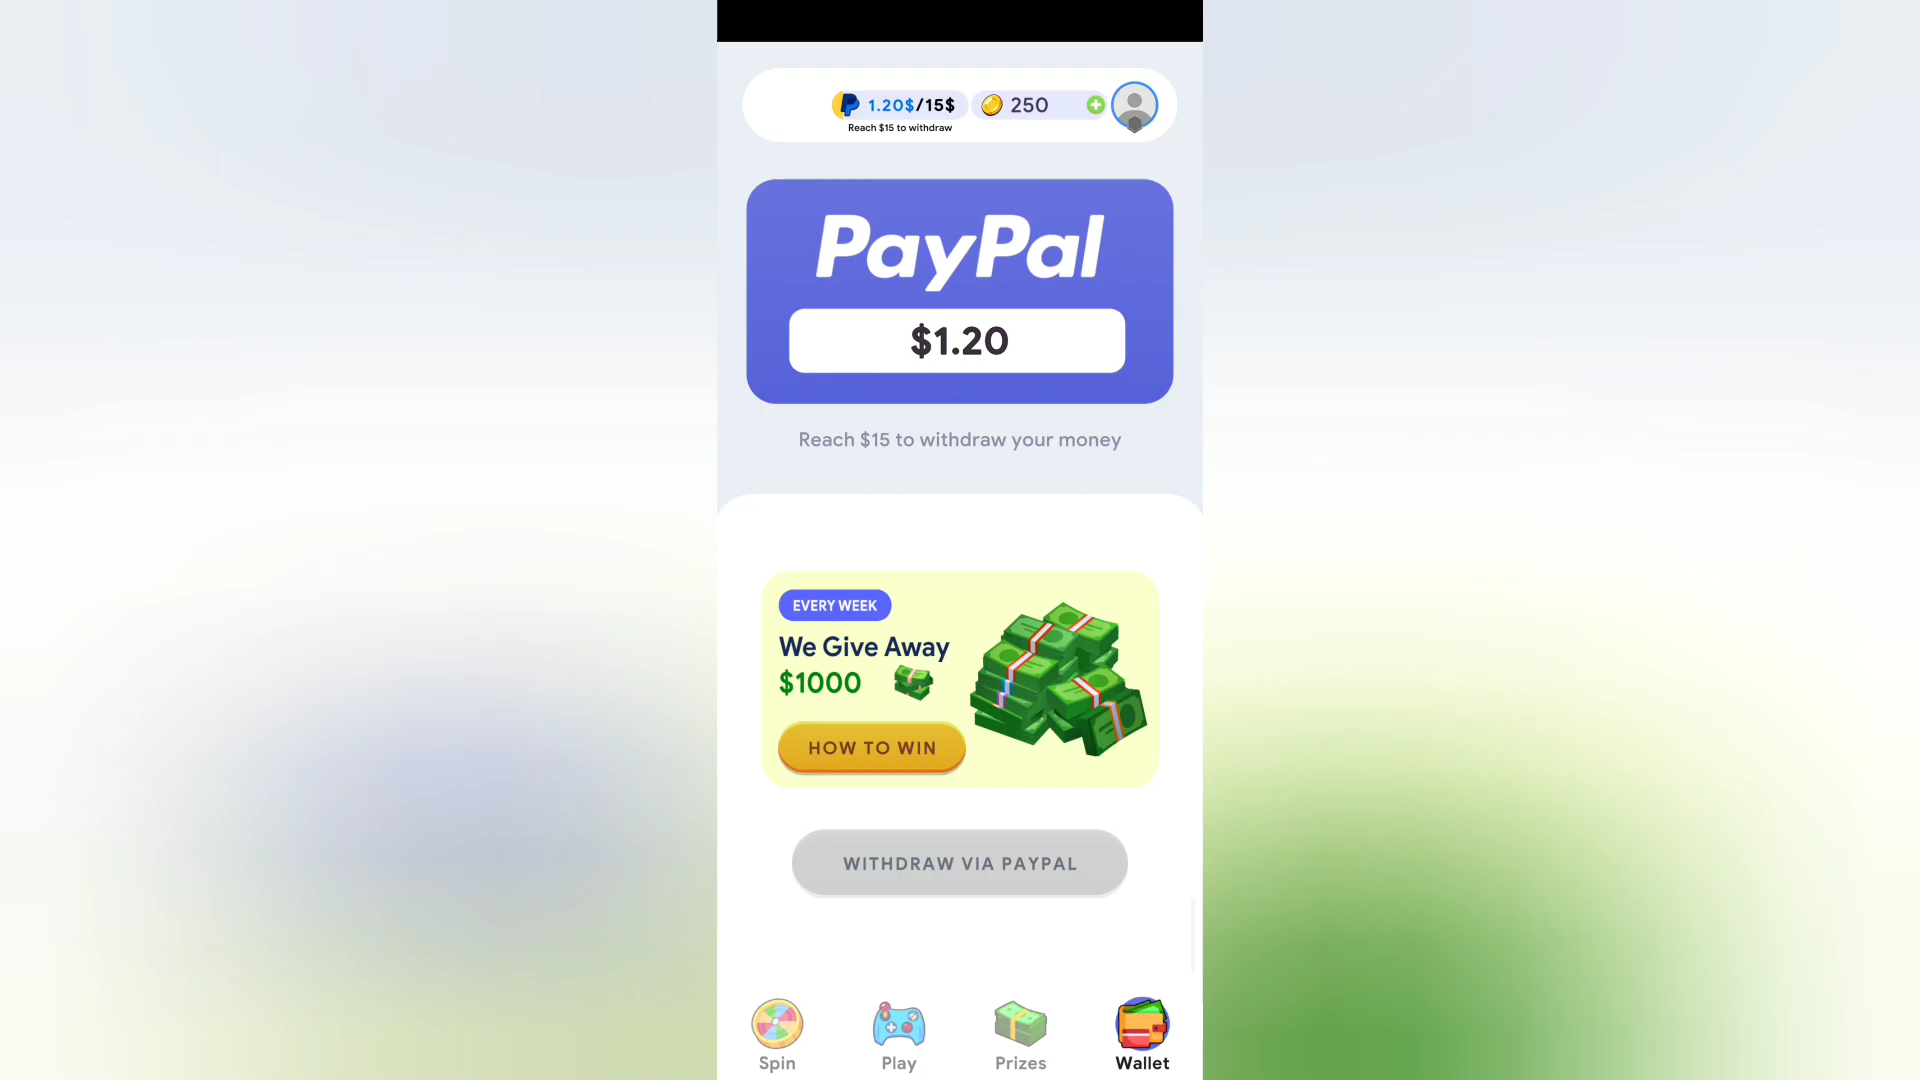 1.20$/15$
250
Reach $15 to withdraw
PayPal
$1.20
Reach $15 to withdraw your money
EVERY WEEK
We Give Away
$1000
HOW TO WIN
WITHDRAW VIA PAYPAL
Spin
Play
Prizes
Wallet